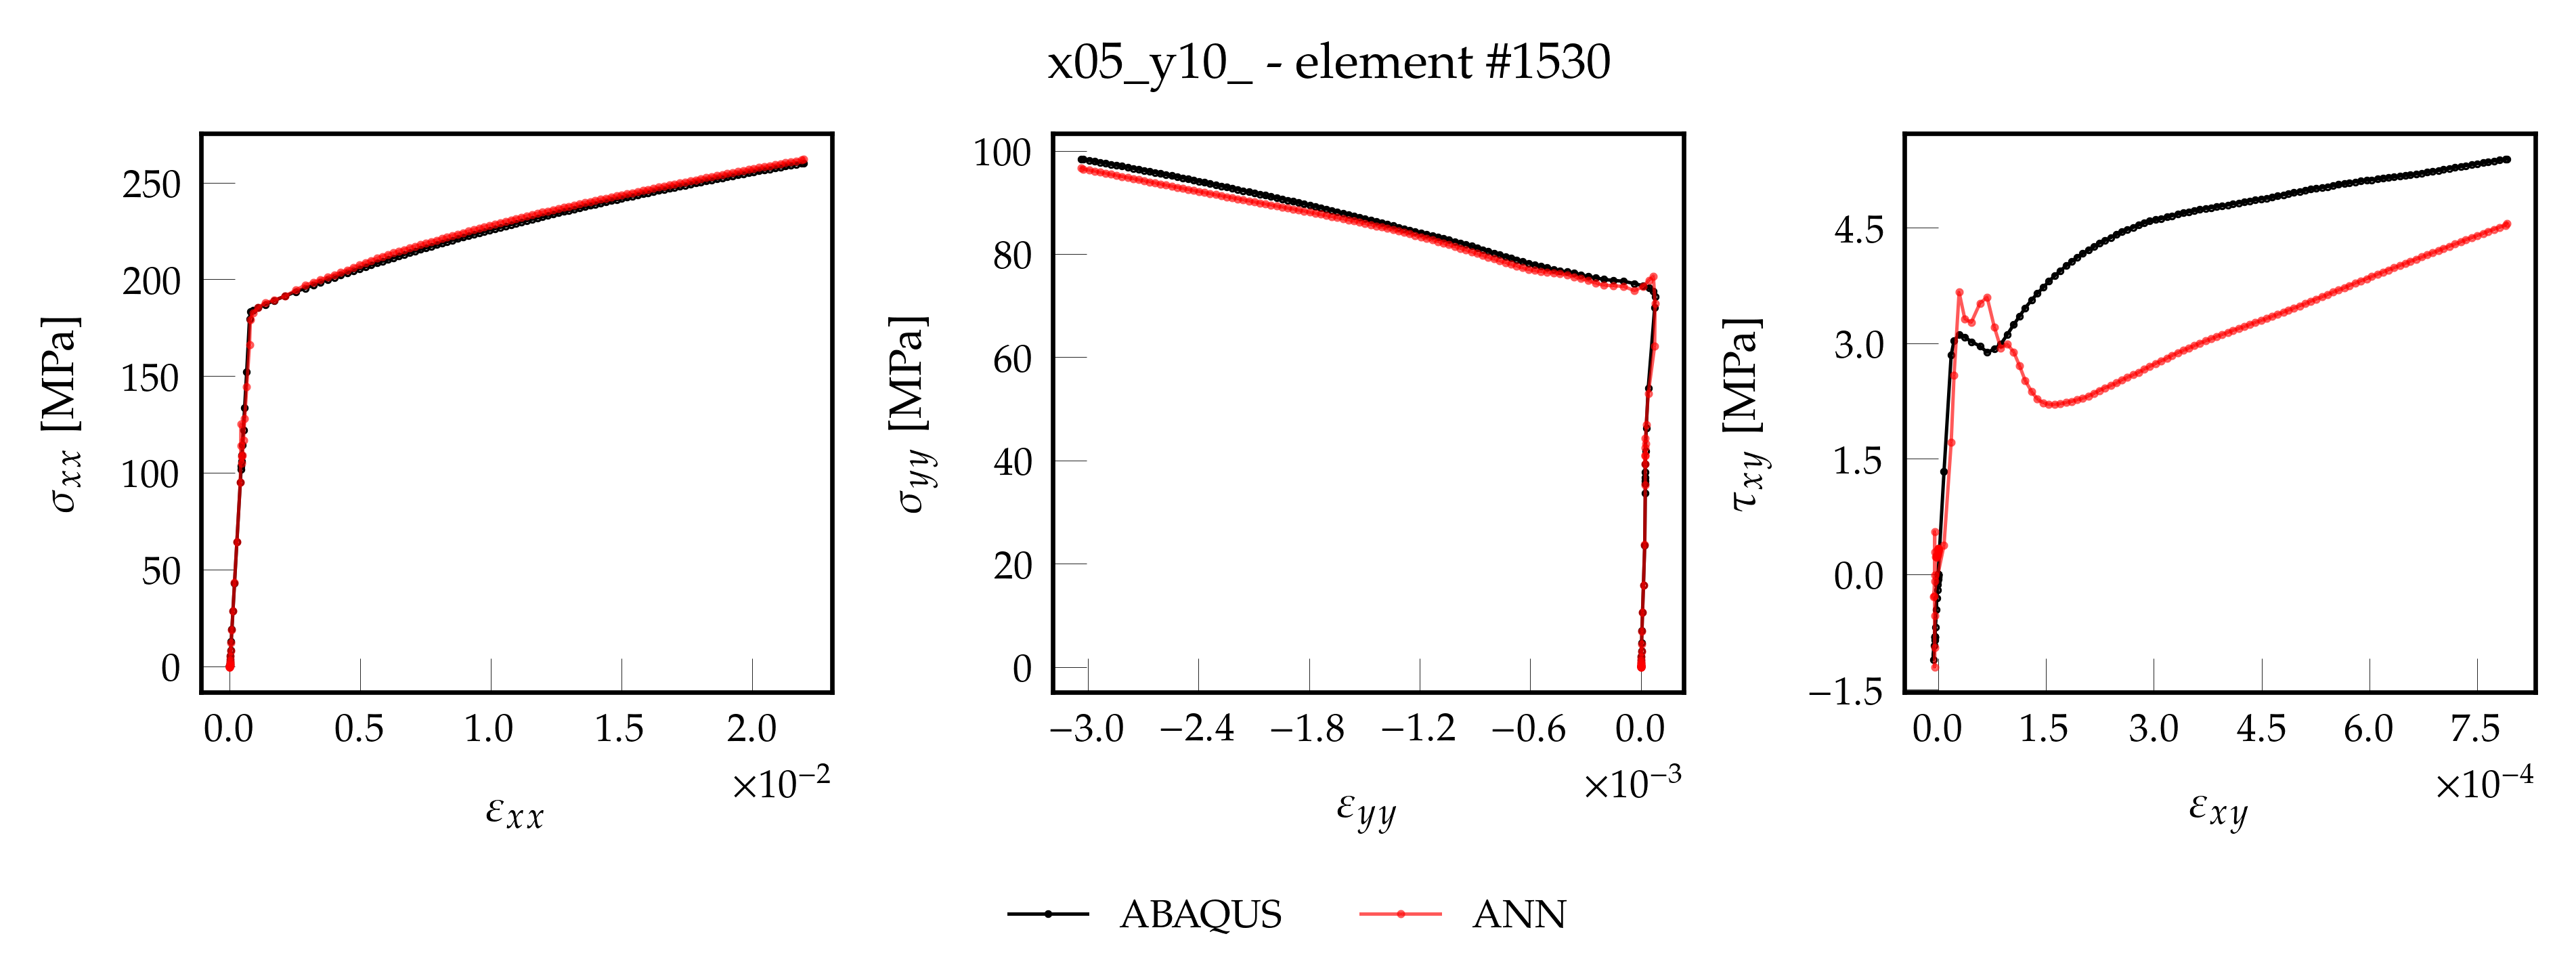 x05_y10_ - element #1530
σxx [MPa]
250
200
150
100
50
0
0.0 0.5 1.0 1.5 2.0
×10−2
εxx
σyy [MPa]
100
80
60
40
20
0
−3.0 −2.4 −1.8 −1.2 −0.6 0.0
×10−3
εyy
τxy [MPa]
4.5
3.0
1.5
0.0
−1.5
0.0 1.5 3.0 4.5 6.0 7.5
×10−4
εxy
ABAQUS ANN